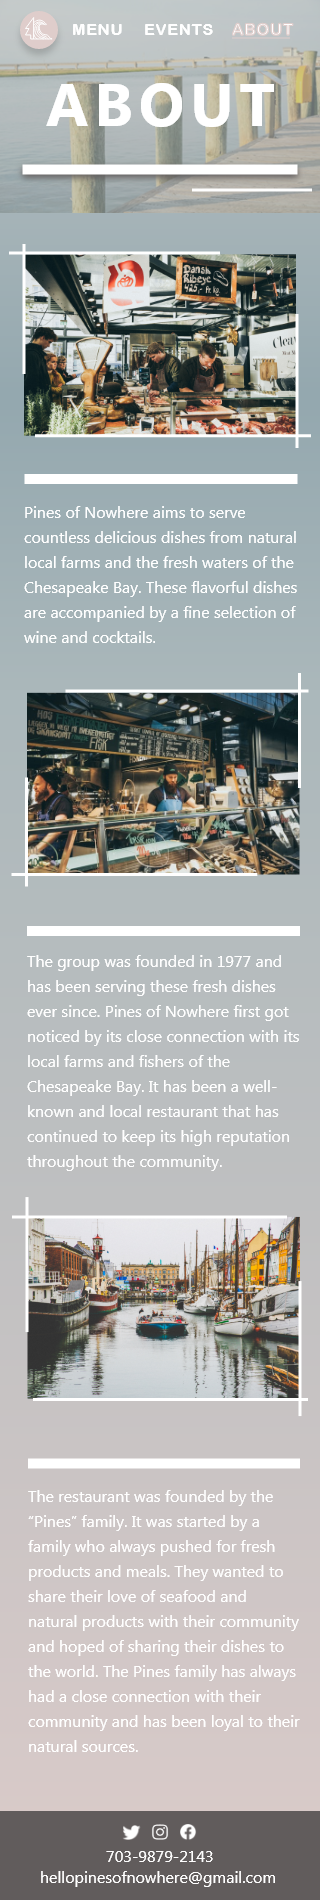 MENU EVENTS ABOUT
ABOUT
Dansk
Ribeye
Pines of Nowhere aims to serve
countless delicious dishes from natural
local farms and the fresh waters of the
Chesapeake Bay. These flavorful dishes
are accompanied by a fine selection of
wine and cocktails.
The group was founded in 1977 and
has been serving these fresh dishes
ever since. Pines of Nowhere first got
noticed by its close connection with its
local farms and fishers of the
Chesapeake Bay. It has been a well-
known and local restaurant that has
continued to keep its high reputation
throughout the community.
The restaurant was founded by the
“Pines” family. It was started by a
family who always pushed for fresh
products and meals. They wanted to
share their love of seafood and
natural products with their community
and hoped of sharing their dishes to
the world. The Pines family has always
had a close connection with their
community and has been loyal to their
natural sources.
703-9879-2143
hellopinesofnowhere@gmail.com